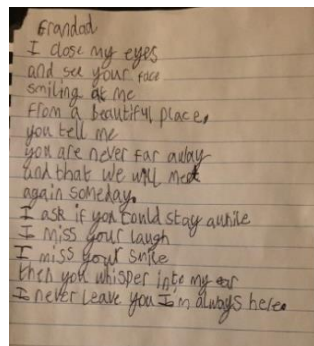 Grandad
I close my eyes
and see your face
smiling at me
from a beautiful place,
you tell me
you are never far away
and that we will meet
again someday.
I ask if you could stay awhile
I miss your laugh
I miss your smile
then you whisper into my ear
I never leave you I'm always here.